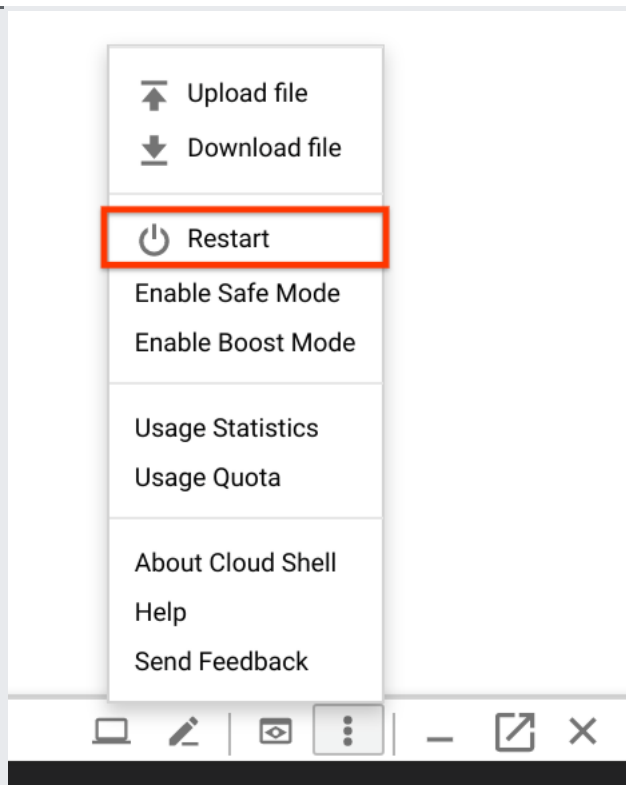 Upload file
Download file
Restart
Enable Safe Mode
Enable Boost Mode
Usage Statistics
Usage Quota
About Cloud Shell
Help
Send Feedback